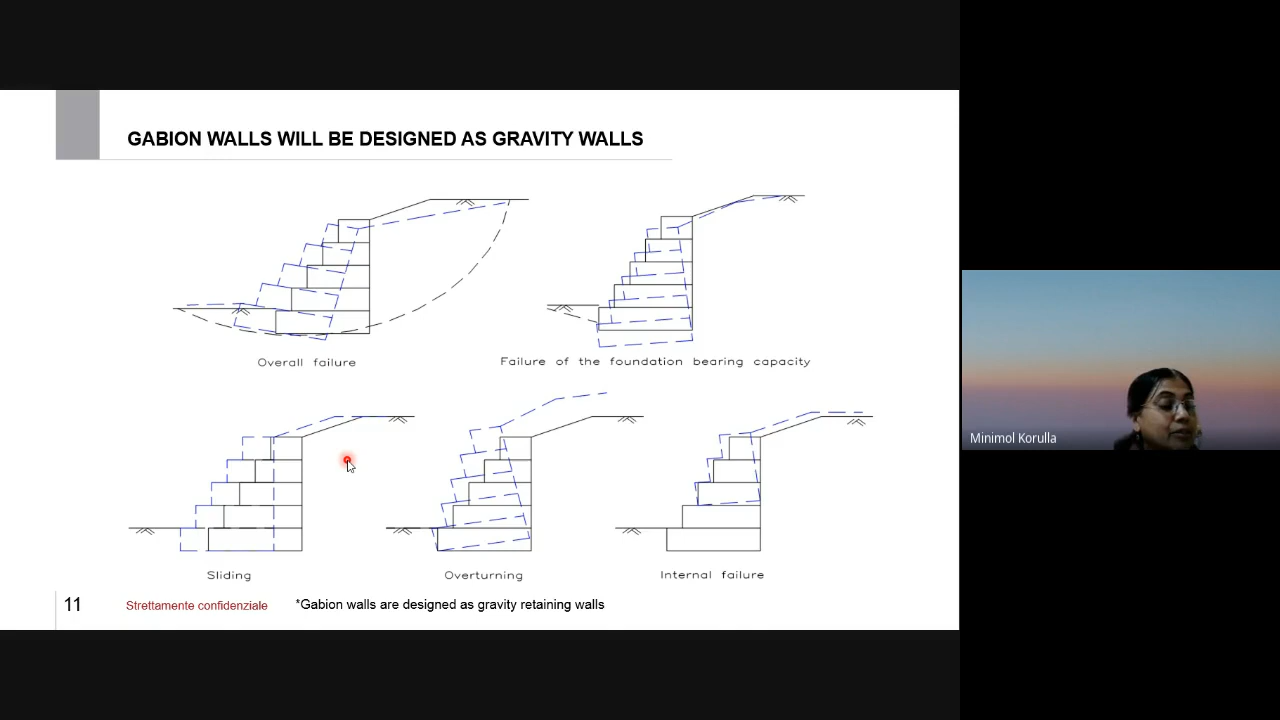 GABION WALLS WILL BE DESIGNED AS GRAVITY WALLS
Overall failure
Failure of the foundation bearing capacity
Sliding
Overturning
Internal failure
11
Strettamente confidenziale
*Gabion walls are designed as gravity retaining walls
Minimol Korulla